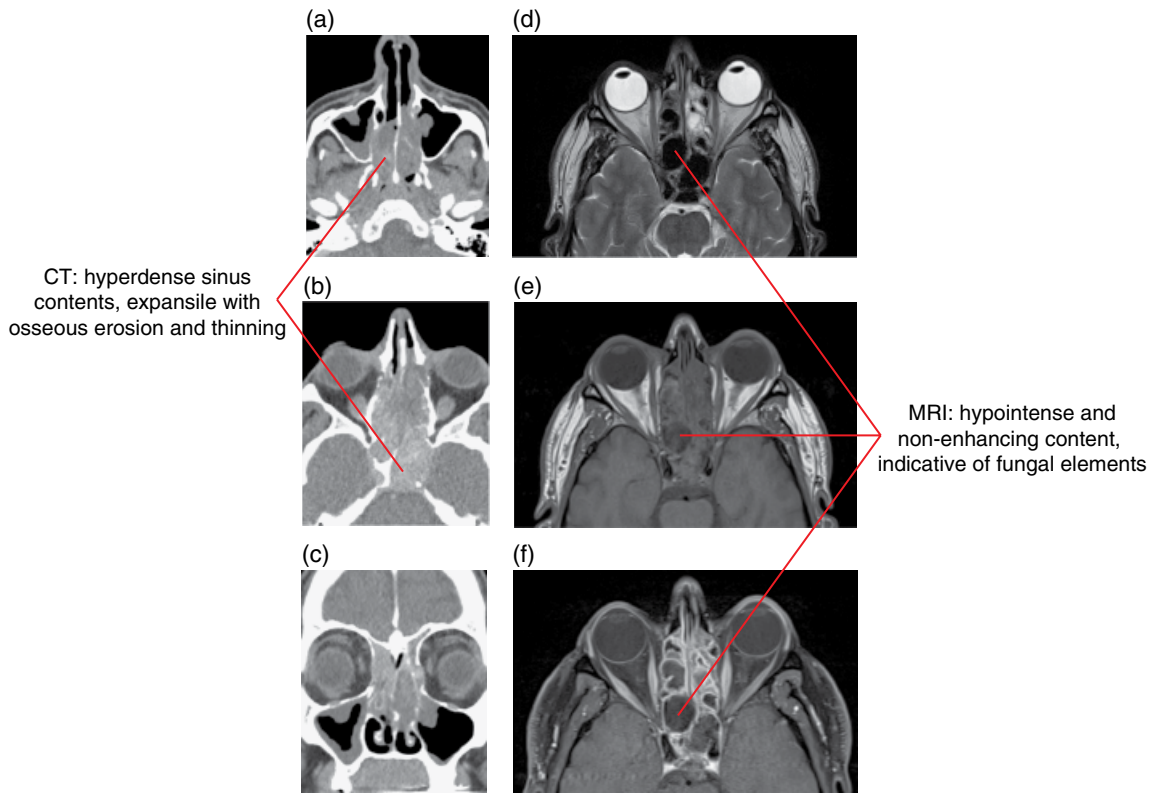 (a)
(d)
CT: hyperdense sinus
contents, expansile with
osseous erosion and thinning
(b)
(e)
MRI: hypointense and
non-enhancing content,
indicative of fungal elements
(c)
(f)